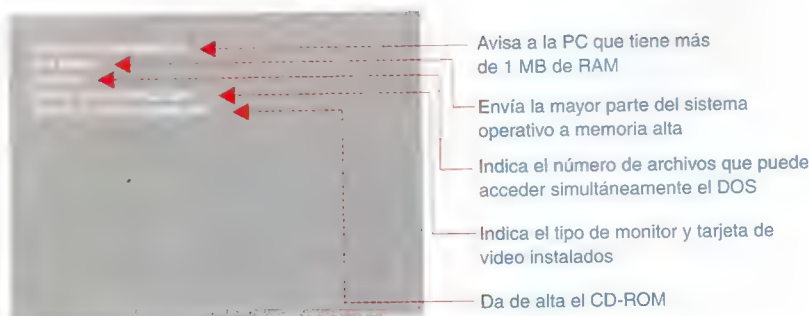 Avisa a la PC que tiene más
de 1 MB de RAM
Envía la mayor parte del sistema
operativo a memoria alta
Indica el número de archivos que puede
acceder simultáneamente el DOS
Indica el tipo de monitor y tarjeta de
video instalados
Da de alta el CD-ROM